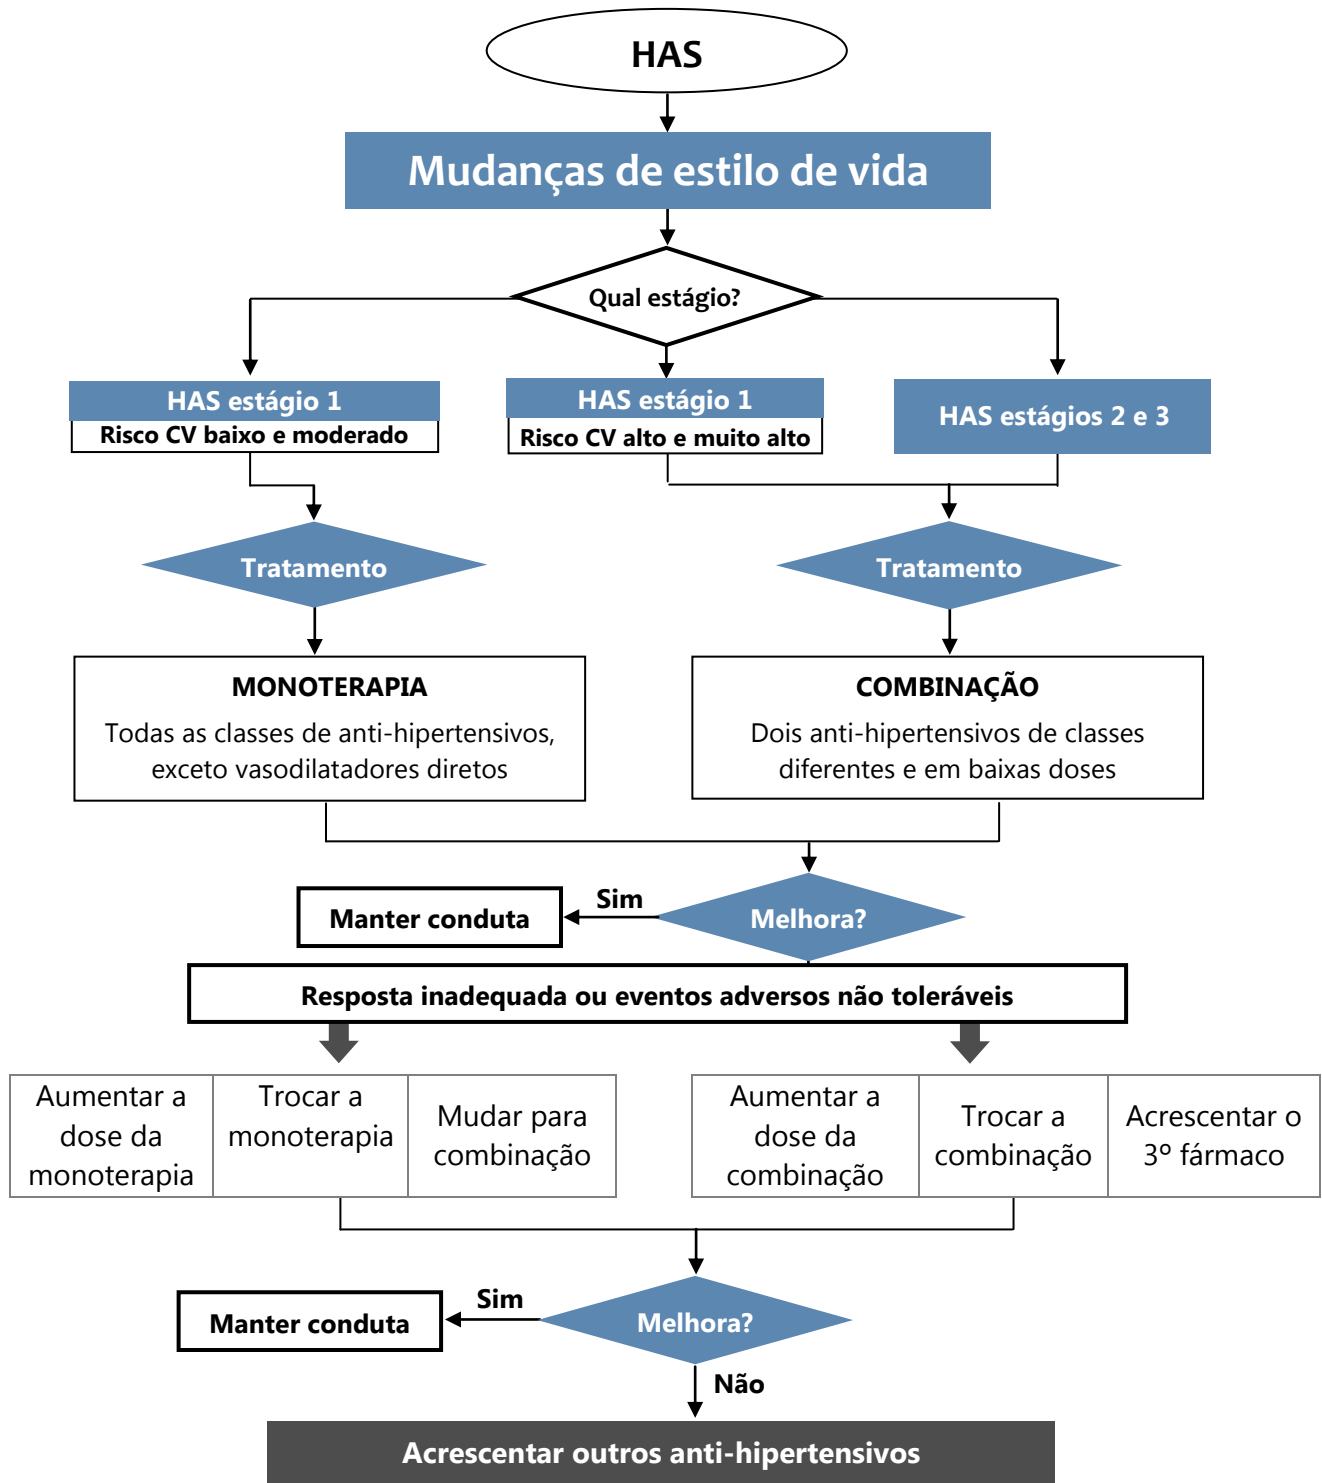 HAS
Mudanças de estilo de vida
Qual estágio?
HAS estágio 1
Risco CV baixo e moderado
HAS estágio 1
Risco CV alto e muito alto
HAS estágios 2 e 3
Tratamento
Tratamento
MONOTERAPIA
Todas as classes de anti-hipertensivos,
exceto vasodilatadores diretos
COMBINAÇÃO
Dois anti-hipertensivos de classes
diferentes e em baixas doses
Melhora?
Sim
Manter conduta
Resposta inadequada ou eventos adversos não toleráveis
Aumentar a
dose da
monoterapia
Trocar a
monoterapia
Mudar para
combinação
Aumentar a
dose da
combinação
Trocar a
combinação
Acrescentar o
3º fármaco
Melhora?
Sim
Manter conduta
Não
Acrescentar outros anti-hipertensivos